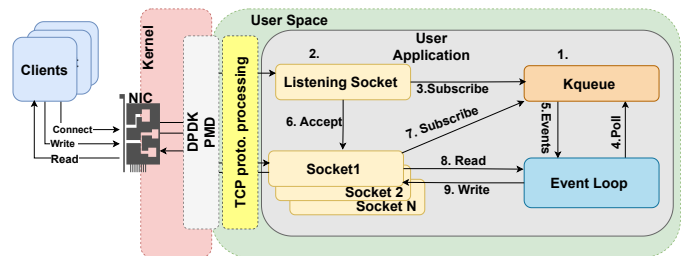 User Space
Kernel
User
Application
Clients
NIC
Connect
Write
Read
DPDK
PMD
TCP proto. processing
2.
Listening Socket
1.
Kqueue
3.Subscribe
6. Accept
7. Subscribe
5.Events
4.Poll
Socket1
Socket 2
Socket N
8. Read
9. Write
Event Loop